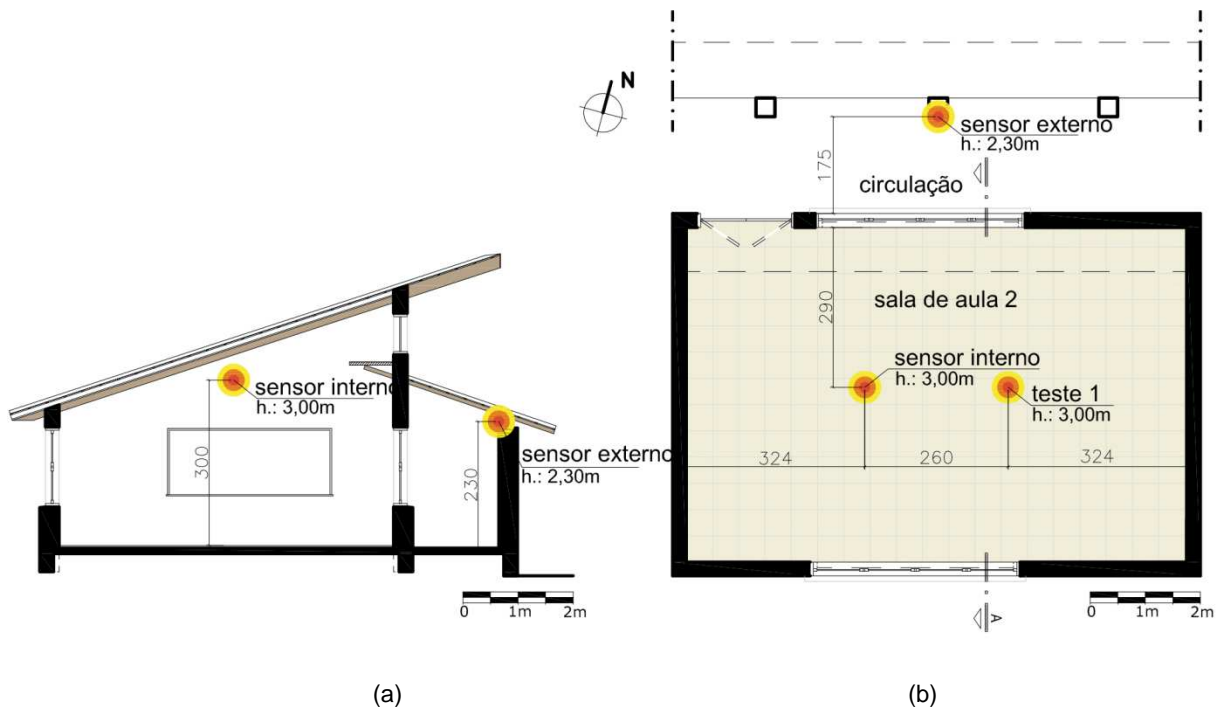 sensor interno
h.: 3,00m
300
sensor externo
h.: 2,30m
230
0 1m 2m
(a)
N
sensor externo
h.: 2,30m
175
circulação
290
sala de aula 2
sensor interno
h.: 3,00m
teste 1
h.: 3,00m
324 260 324
A
0 1m 2m
(b)